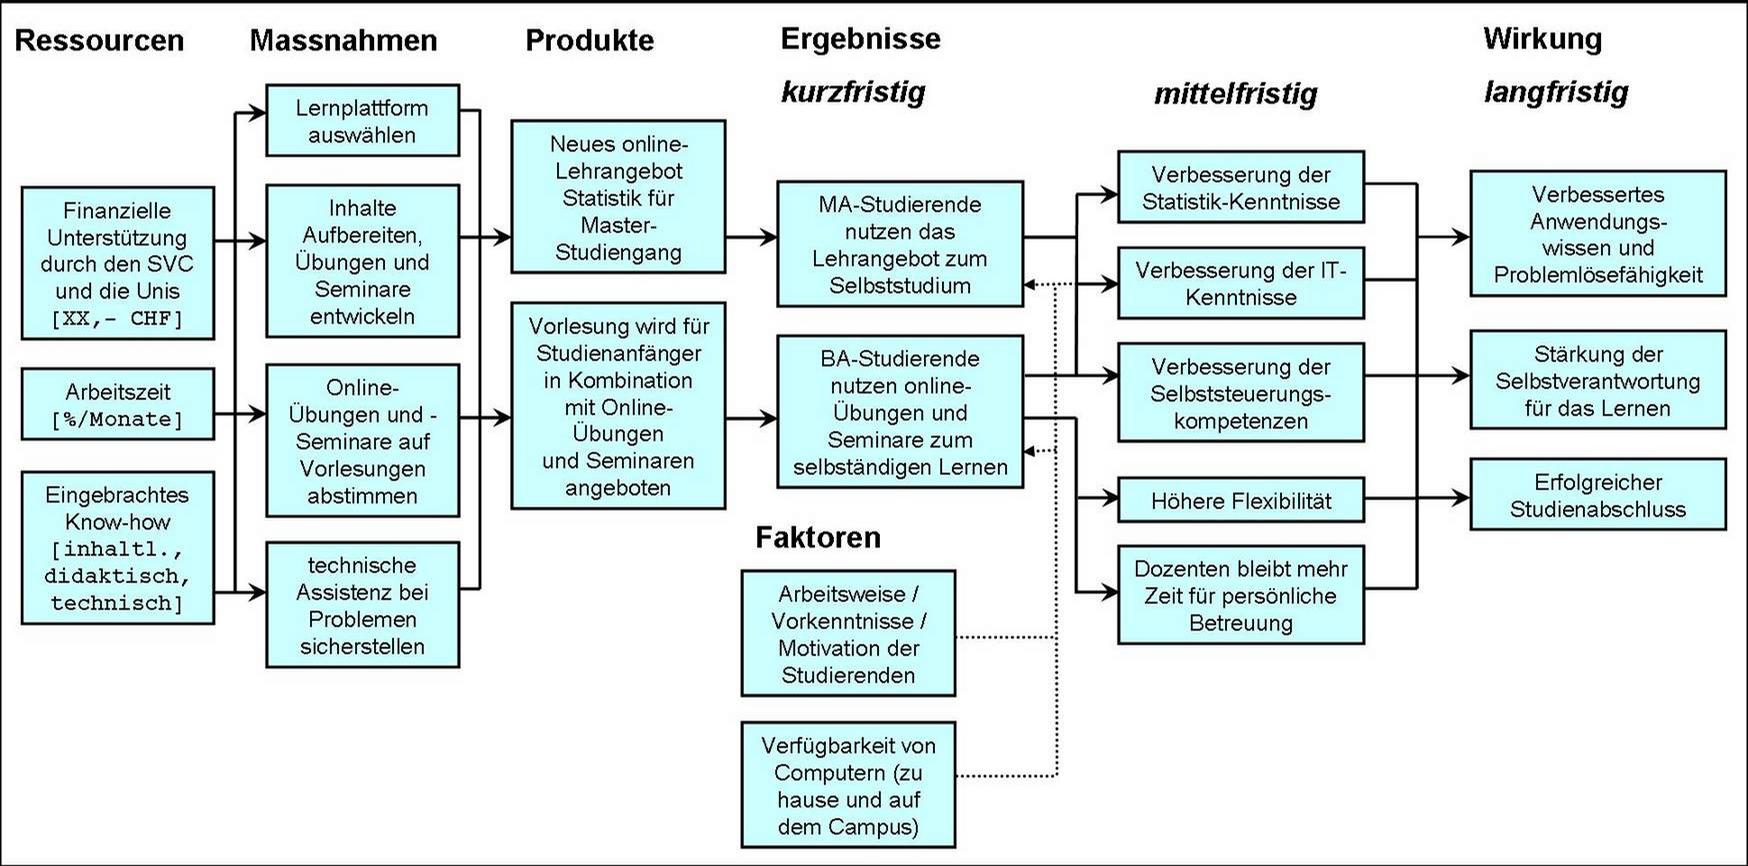 Ressourcen
Finanzielle
Unterstützung
durch den SVC
und die Unis
[XX,– CHF]
Arbeitszeit
[%/Monate]
Eingebrachtes
Know-how
[inhaltl.,
didaktisch,
technisch]
Massnahmen
Lernplattform
auswählen
Inhalte
Aufbereiten,
Übungen und
Seminare
entwickeln
Online-
Übungen und -
Seminare auf
Vorlesungen
abstimmen
technische
Assistenz bei
Problemen
sicherstellen
Produkte
Neues online-
Lehrangebot
Statistik für
Master-
Studiengang
Vorlesung wird für
Studienanfänger
in Kombination
mit Online-
Übungen
und Seminaren
angeboten
Ergebnisse
kurzfristig
MA-Studierende
nutzen das
Lehrangebot zum
Selbststudium
BA-Studierende
nutzen online-
Übungen und
Seminare zum
selbständigen Lernen
Faktoren
Arbeitsweise /
Vorkenntnisse /
Motivation der
Studierenden
Verfügbarkeit von
Computern (zu
hause und auf
dem Campus)
mittelfristig
Verbesserung der
Statistik-Kenntnisse
Verbesserung der IT-
Kenntnisse
Verbesserung der
Selbststeuerungs-
kompetenzen
Höhere Flexibilität
Dozenten bleibt mehr
Zeit für persönliche
Betreuung
Wirkung
langfristig
Verbessertes
Anwendungs-
wissen und
Problemlösefähigkeit
Stärkung der
Selbstverantwortung
für das Lernen
Erfolgreicher
Studienabschluss